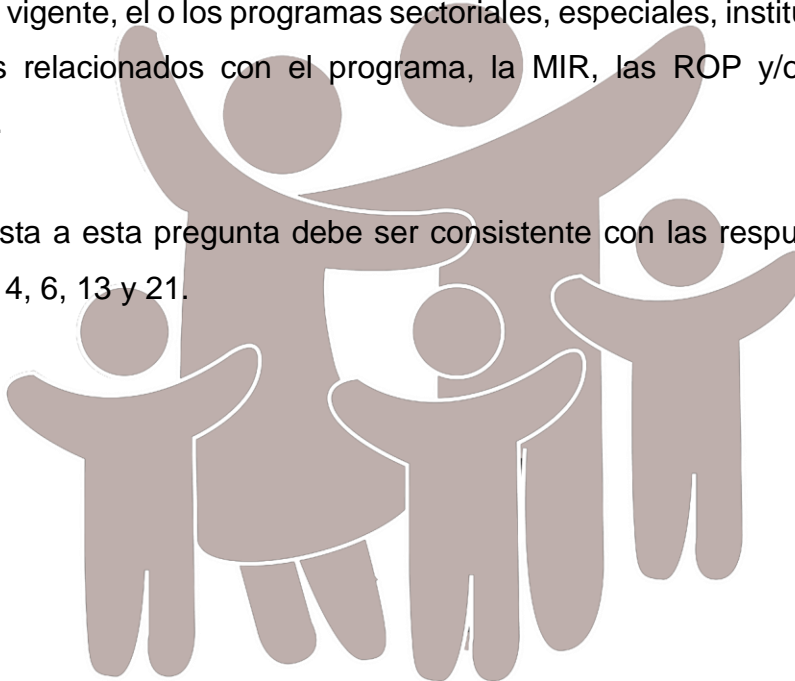 vigente, el o los programas sectoriales, especiales, institu
s relacionados con el programa, la MIR, las ROP y/o
sta a esta pregunta debe ser consistente con las respu
4, 6, 13 y 21.